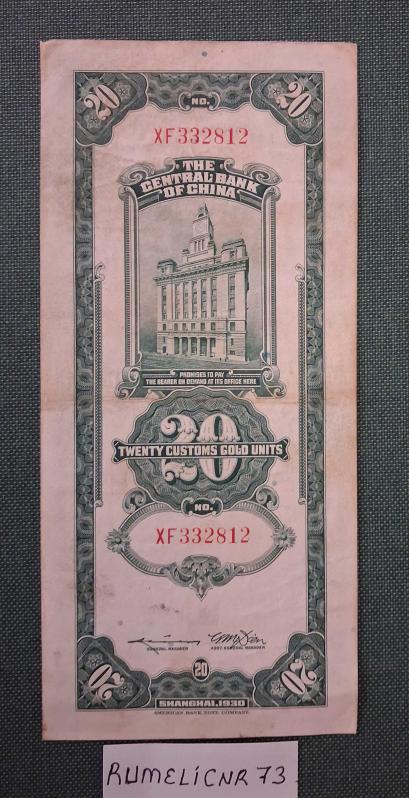 20 NO. 20
XF332812
THE
CENTRAL BANK
OF CHINA
PROMISES TO PAY
THE BEARER ON DEMAND AT ITS OFFICE HERE
20
TWENTY CUSTOMS GOLD UNITS
NO.
XF332812
GENERAL MANAGER ASST. GENERAL MANAGER
20 20 20
SHANGHAI, 1930
AMERICAN BANK NOTE COMPANY
RUMELİCNR 73